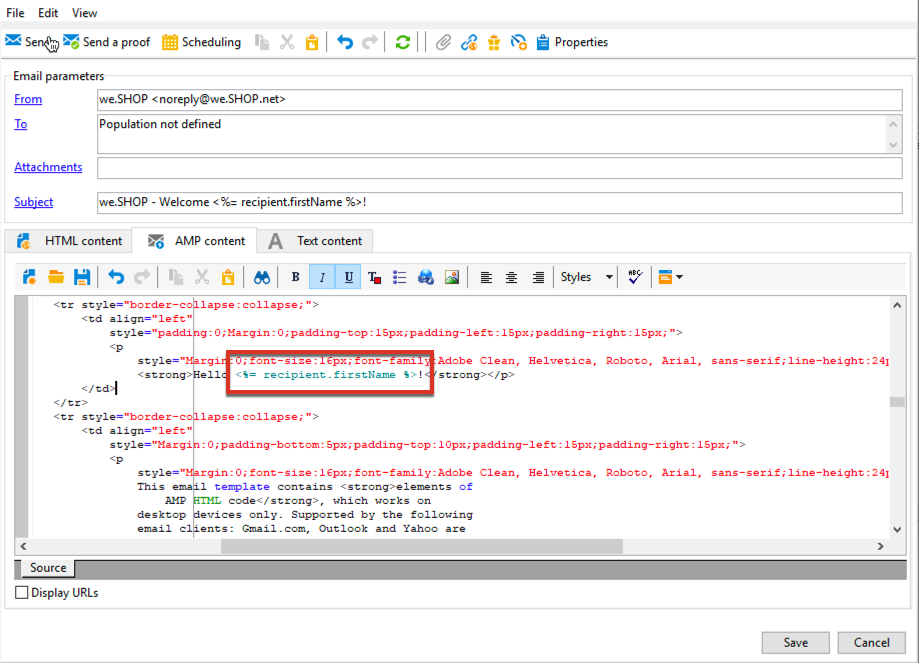 File Edit View
Send Send a proof Scheduling Properties
Email parameters
From we.SHOP <noreply@we.SHOP.net>
To Population not defined
Attachments
Subject we.SHOP - Welcome <%= recipient.firstName %>!
HTML content AMP content A Text content
B I U T Styles ABC
<tr style="border-collapse:collapse;">
<td align="left"
style="padding:0;Margin:0;padding-top:15px;padding-left:15px;padding-right:15px;">
<p
style="Margin:0;font-size:16px;font-family:Adobe Clean, Helvetica, Roboto, Arial, sans-serif;line-height:24p
<strong>Hello <%= recipient.firstName %>!</strong></p>
</td>
</tr>
<tr style="border-collapse:collapse;">
<td align="left"
style="Margin:0;padding-bottom:5px;padding-top:10px;padding-left:15px;padding-right:15px;">
<p
style="Margin:0;font-size:16px;font-family:Adobe Clean, Helvetica, Roboto, Arial, sans-serif;line-height:24p
This email template contains <strong>elements of
AMP HTML code</strong>, which works on
desktop devices only. Supported by the following
email clients: Gmail.com, Outlook and Yahoo are
Source
Display URLs
Save Cancel